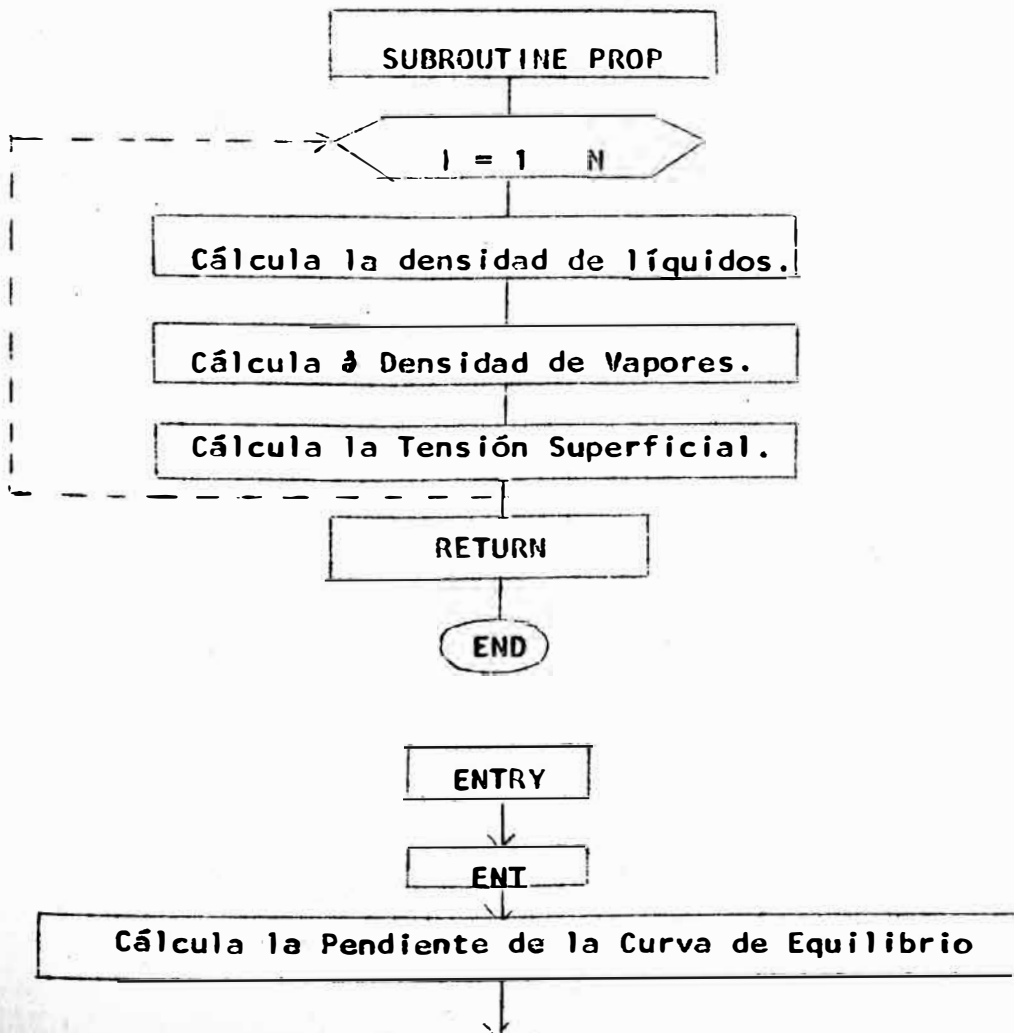 SUBROUTINE PROP
I = 1 N
Cálcula la densidad de líquidos.
Cálcula Densidad de Vapores.
Cálcula la Tensión Superficial.
RETURN
END
ENTRY
ENT
Cálcula la Pendiente de la Curva de Equilibrio